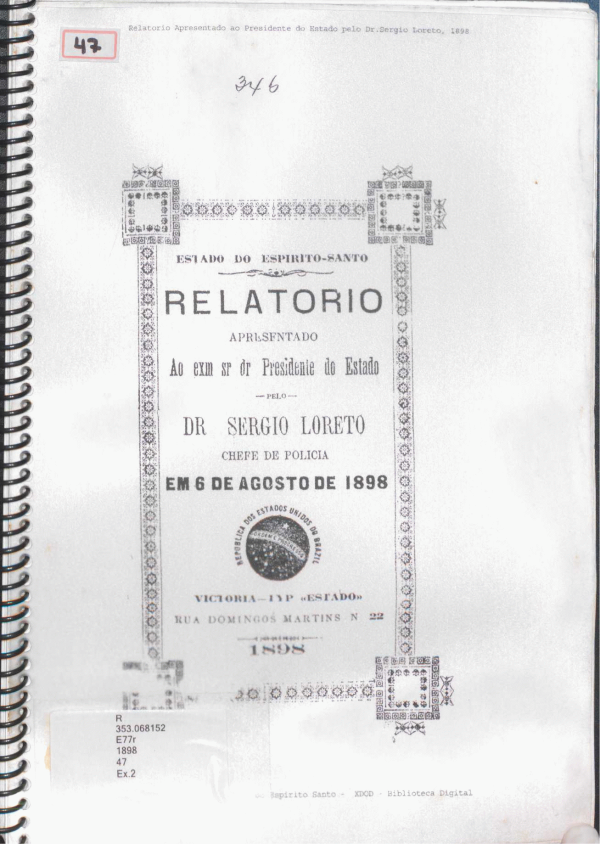 Relatorio Apresentado ao Presidente do Estado pelo Dr.Sergio Loreto, 1898
47
346
ESTADO DO ESPIRITO-SANTO
RELATORIO
APRESENTADO
Ao exm sr dr Presidente do Estado
—PELO—
DR SERGIO LORETO
CHEFE DE POLICIA
EM 6 DE AGOSTO DE 1898
REPUBLICA DOS ESTADOS UNIDOS DO BRAZIL
ORDEM E PROGRESSO
VICTORIA—TYP «ESTADO»
RUA DOMINGOS MARTINS N 22
1898
R
353.068152
E77r
1898
47
Ex.2
Espírito Santo - - Biblioteca Digital